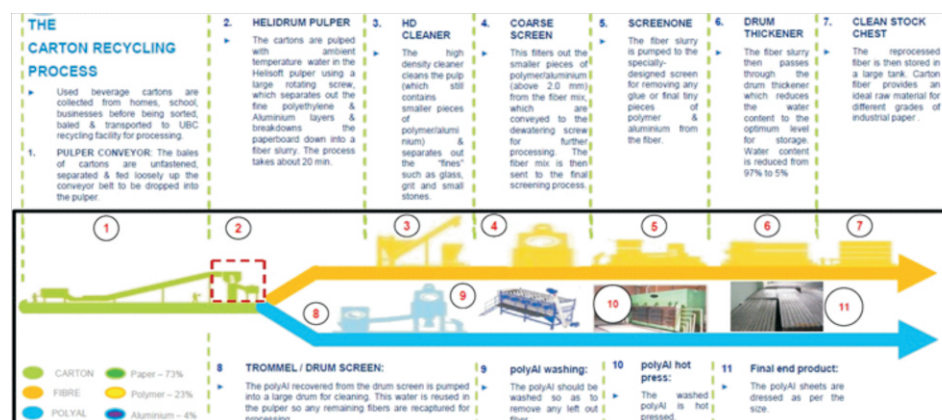 THE
CARTON RECYCLING
PROCESS
► Used beverage cartons are
collected from homes, school,
businesses before being sorted,
baled & transported to UBC
recycling facility for processing.
1. PULPER CONVEYOR: The bales
of cartons are unfastened,
separated & fed loosely up the
conveyor belt to be dropped into
the pulper.
2. HELIDRUM PULPER
► The cartons are pulped
with ambient
temperature water in the
Helisoft pulper using a
large rotating screw,
which separates out the
fine polyethylene &
Aluminium layers &
breakdowns the
paperboard down into a
fiber slurry. The process
takes about 20 min.
3. HD
CLEANER
► The high
density cleaner
cleans the pulp
(which still
contains
smaller pieces
of
polymer/alumi
nium) &
separates out
the "fines"
such as glass,
grit and small
stones.
4. COARSE
SCREEN
► This filters out the
smaller pieces of
polymer/aluminium
(above 2.0 mm)
from the fiber mix,
which are
conveyed to the
dewatering screw
for further
processing. The
fibre mix is then
sent to the final
screening process.
5. SCREENONE
► The fiber slurry
is pumped to the
specially-
designed screen
for removing any
glue or final tiny
pieces of
polymer &
aluminium from
the fiber.
6. DRUM
THICKENER
► The fiber slurry
then passes
through the
drum thickener
which reduces
the water
content to the
optimum level
for storage.
Water content
is reduced from
97% to 5%
7. CLEAN STOCK
CHEST
► The reprocessed
fiber is then stored in
a large tank. Carton
fiber provides an
ideal raw material for
different grades of
industrial paper .
1
2
3
4
5
6
7
8
9
10
11
CARTON
FIBRE
POLYAL
Paper – 73%
Polymer – 23%
Aluminium – 4%
8 TROMMEL / DRUM SCREEN:
► The polyAl recovered from the drum screen is pumped
into a large drum for cleaning. This water is reused in
the pulper so any remaining fibers are recaptured for
9 polyAl washing:
► The polyAl should be
washed so as to
remove any left out
10 polyAl hot
press:
► The washed
polyAl is hot
pressed
11 Final end product:
► The polyAl sheets are
dressed as per the
size